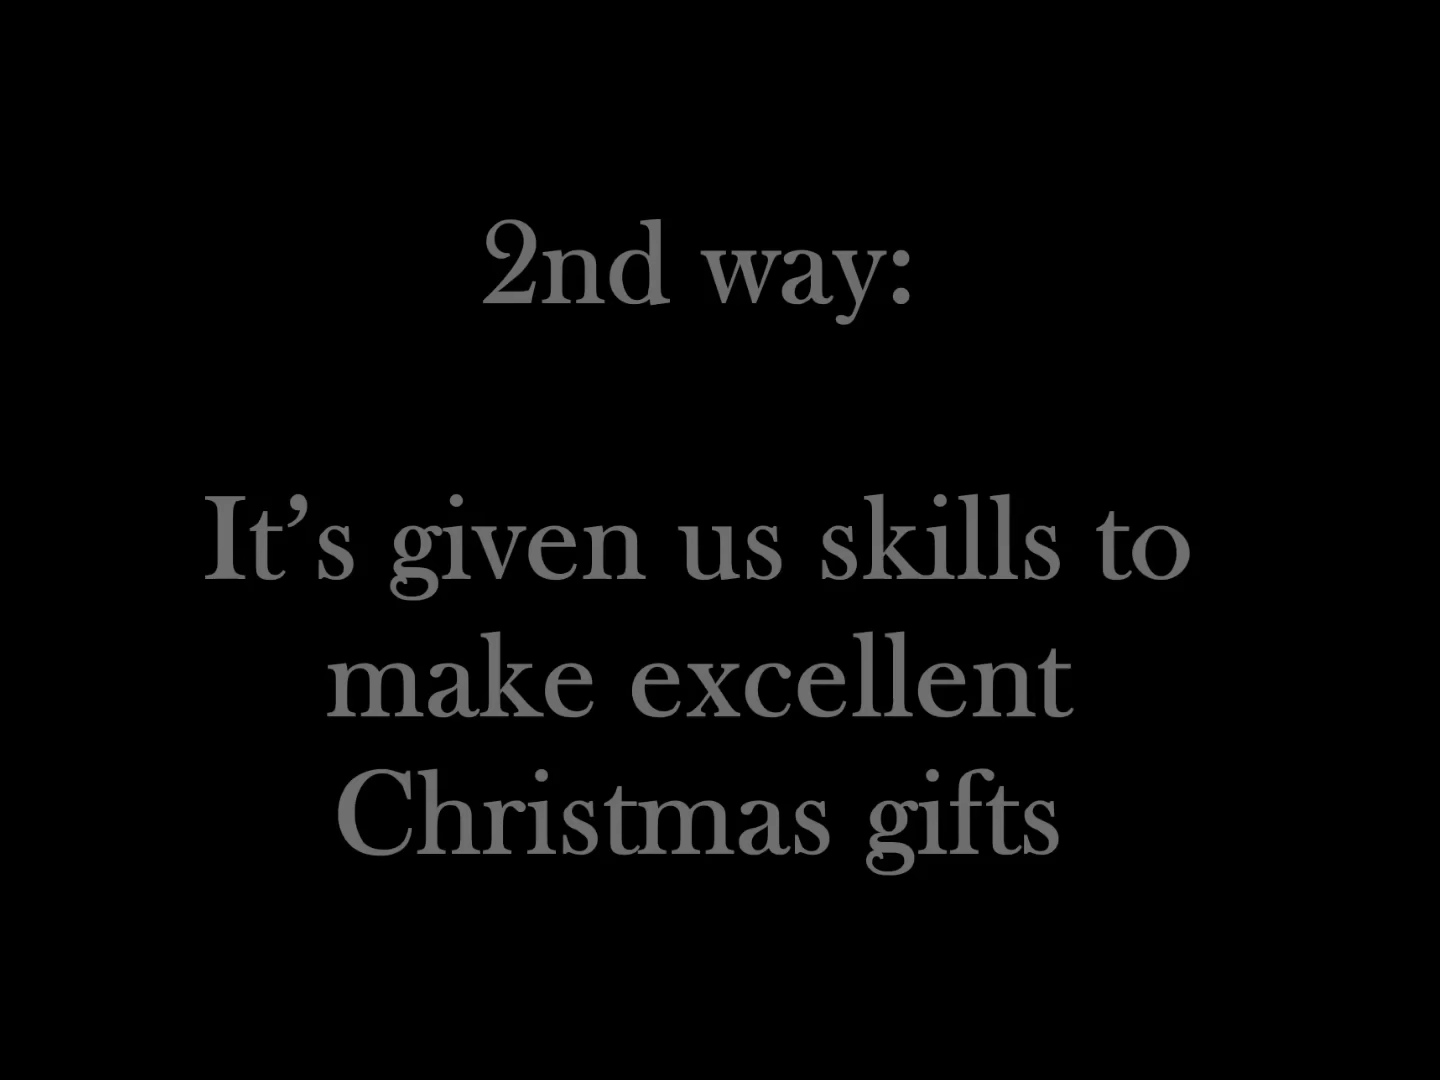 2nd way:
It’s given us skills to
make excellent
Christmas gifts